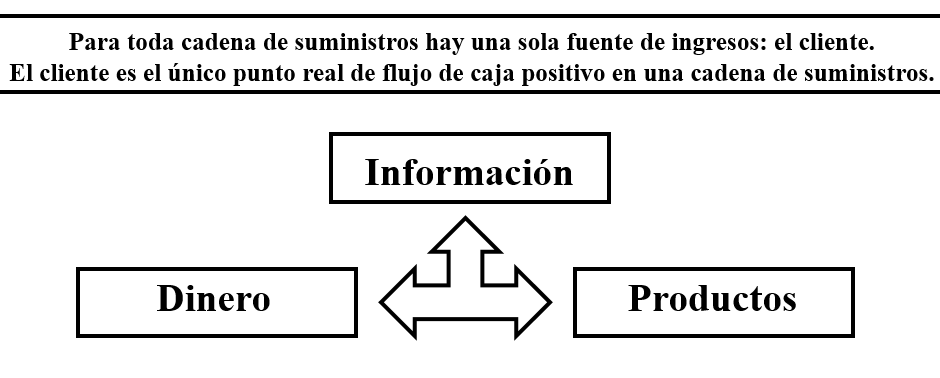 Para toda cadena de suministros hay una sola fuente de ingresos: el cliente.
El cliente es el único punto real de flujo de caja positivo en una cadena de suministros.
Información
Dinero
Productos